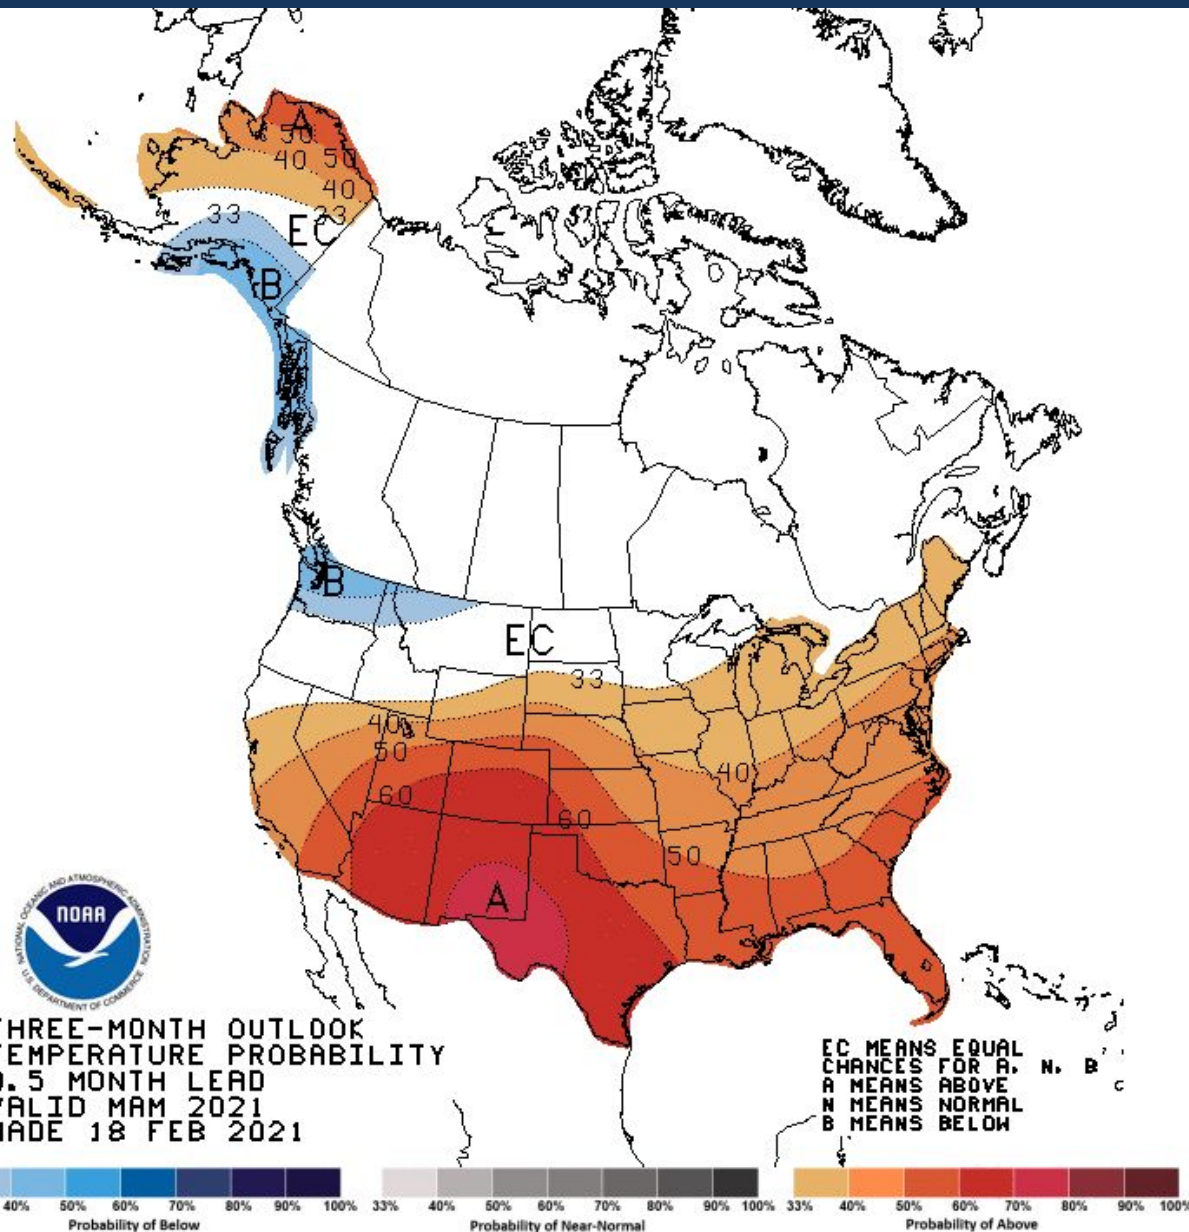 A
50
40 50
40
33 33
EC
B
B
EC
33
40
50
40
60
60
50
A
NATIONAL OCEANIC AND ATMOSPHERIC ADMINISTRATION
NOAA
U.S. DEPARTMENT OF COMMERCE
THREE-MONTH OUTLOOK
TEMPERATURE PROBABILITY
0.5 MONTH LEAD
VALID MAM 2021
MADE 18 FEB 2021
EC MEANS EQUAL
CHANCES FOR A, N, B
A MEANS ABOVE
N MEANS NORMAL
B MEANS BELOW
40% 50% 60% 70% 80% 90% 100%
Probability of Below
33% 40% 50% 60% 70% 80% 90% 100%
Probability of Near-Normal
33% 40% 50% 60% 70% 80% 90% 100%
Probability of Above